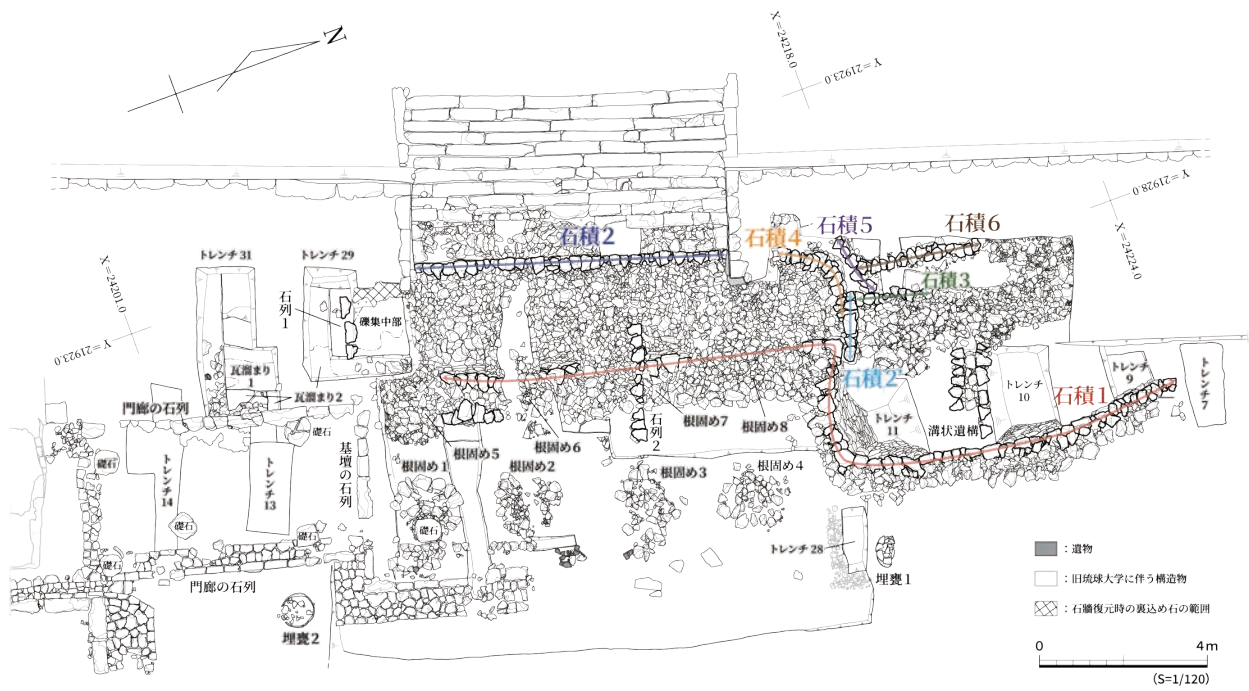 N
X=24218.0
Y=21923.0
Y=21928.0
X=24224.0
X=24201.0
Y=21923.0
石積2
石積4
石積5
石積6
石積3
石積2'
石積1
トレンチ31
トレンチ29
石列1
礫集中部
瓦溜まり
1
瓦溜まり2
門廊の石列
礎石
礎石
トレンチ
14
トレンチ
13
基壇の石列
礎石
礎石
礎石
門廊の石列
埋甕2
根固め1
根固め5
根固め2
根固め6
石列2
根固め7
根固め8
根固め3
根固め4
礎石
トレンチ
11
溝状遺構
トレンチ
10
トレンチ
9
トレンチ
7
トレンチ28
埋甕1
：遺物
：旧琉球大学に伴う構造物
：石牆復元時の裏込め石の範囲
0 4m
（S=1/120）